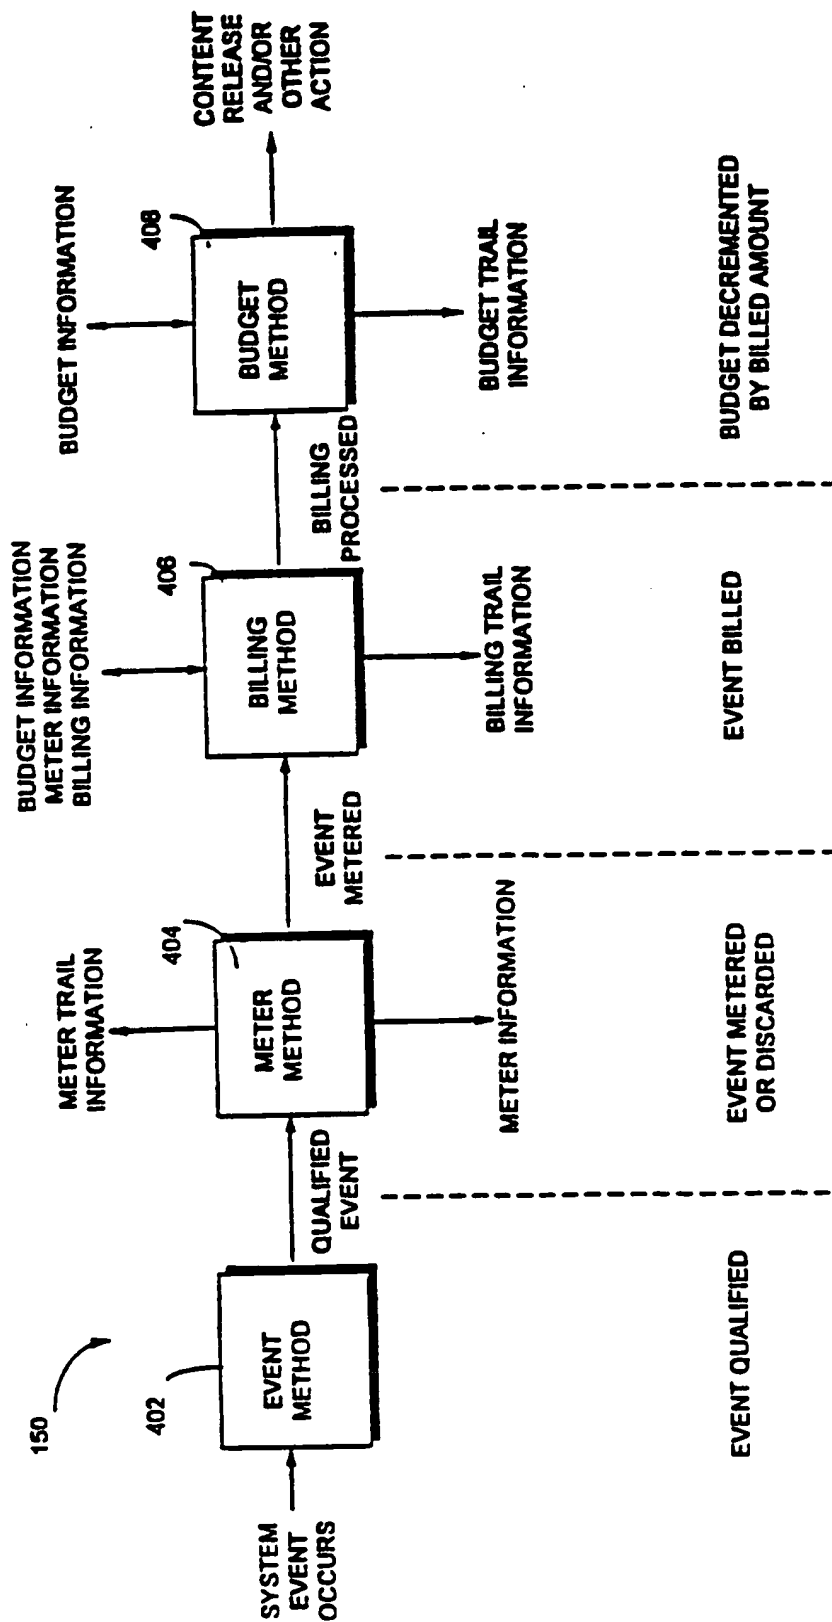 150
SYSTEM
EVENT
OCCURS
402
EVENT
METHOD
QUALIFIED
EVENT
METER TRAIL
INFORMATION
404
METER
METHOD
METER INFORMATION
EVENT
METERED
BUDGET INFORMATION
METER INFORMATION
BILLING INFORMATION
406
BILLING
METHOD
BILLING TRAIL
INFORMATION
BILLING
PROCESSED
BUDGET INFORMATION
408
BUDGET
METHOD
BUDGET TRAIL
INFORMATION
CONTENT
RELEASE
AND/OR
OTHER
ACTION
EVENT QUALIFIED
EVENT METERED
OR DISCARDED
EVENT BILLED
BUDGET DECREMENTED
BY BILLED AMOUNT